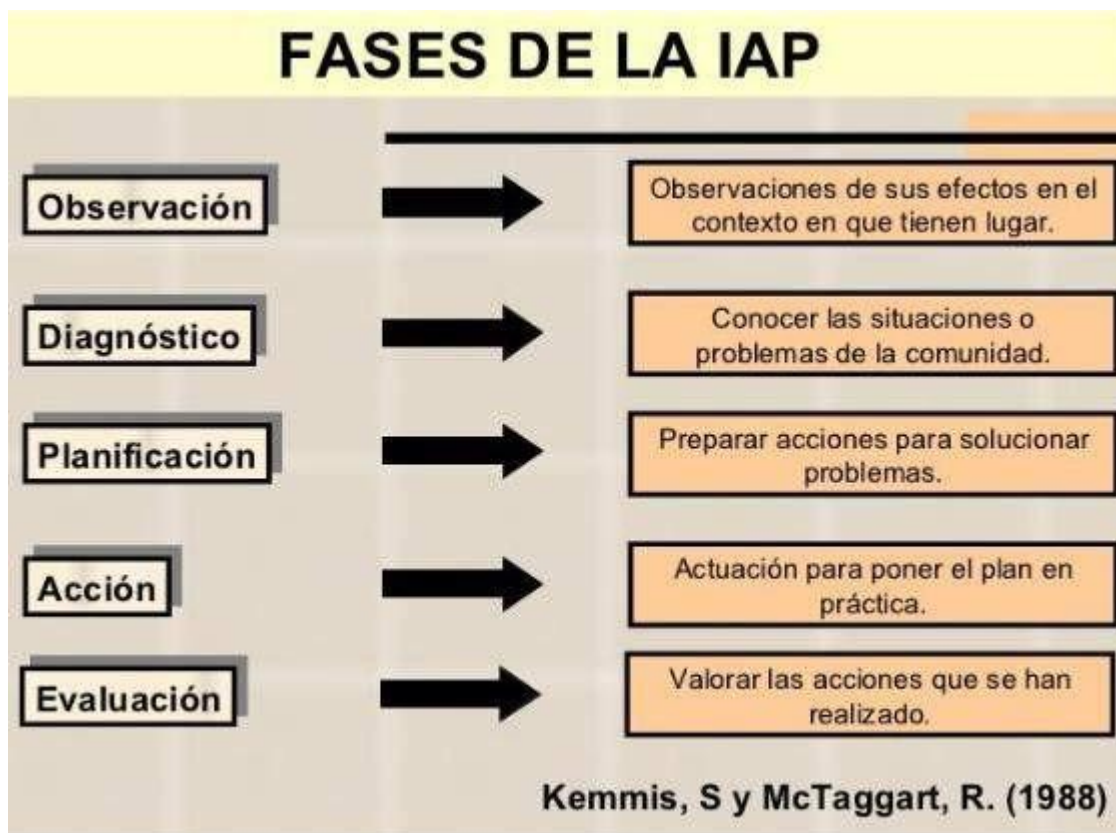 FASES DE LA IAP
Observación
Observaciones de sus efectos en el
contexto en que tienen lugar.
Diagnóstico
Conocer las situaciones o
problemas de la comunidad.
Planificación
Preparar acciones para solucionar
problemas.
Acción
Actuación para poner el plan en
práctica.
Evaluación
Valorar las acciones que se han
realizado.
Kemmis, S y McTaggart, R. (1988)